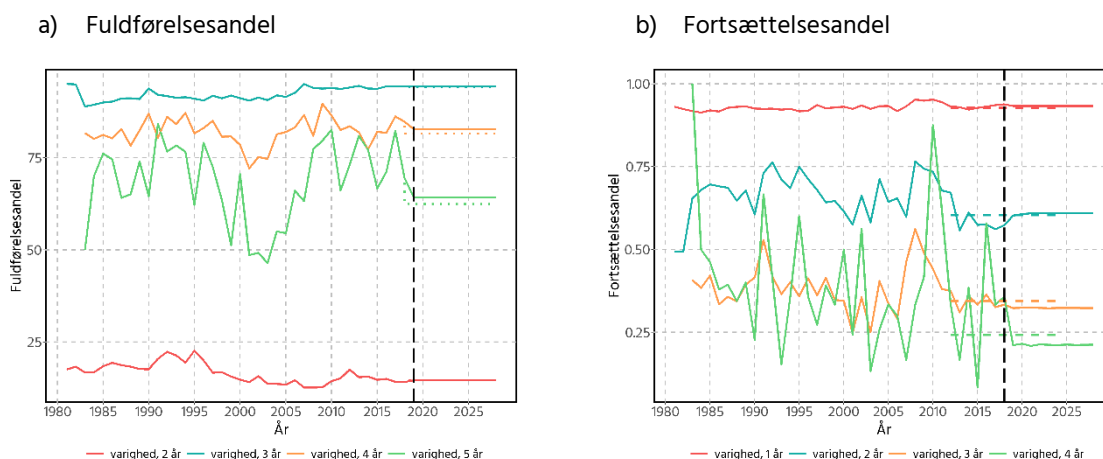 a) Fuldførelsesandel
Fuldførelsesandel
75
50
25
1980 1985 1990 1995 2000 2005 2010 2015 2020 2025
År
varighed, 2 år varighed, 3 år varighed, 4 år varighed, 5 år
b) Fortsættelsesandel
Fortsættelsesandel
1.00
0.75
0.50
0.25
1980 1985 1990 1995 2000 2005 2010 2015 2020 2025
År
varighed, 1 år varighed, 2 år varighed, 3 år varighed, 4 år